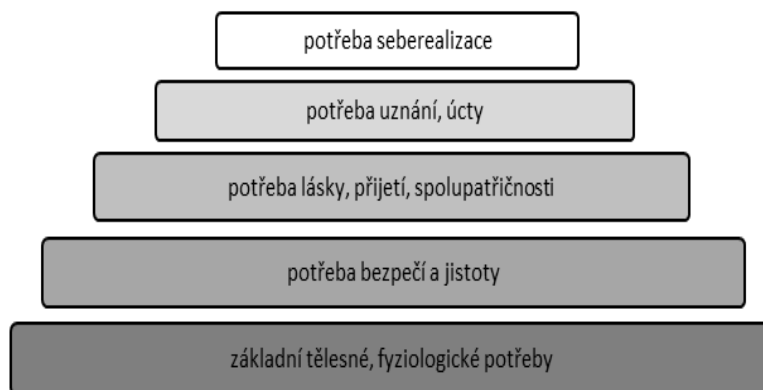 potřeba seberealizace
potřeba uznání, úcty
potřeba lásky, přijetí, spolupatřičnosti
potřeba bezpečí a jistoty
základní tělesné, fyziologické potřeby